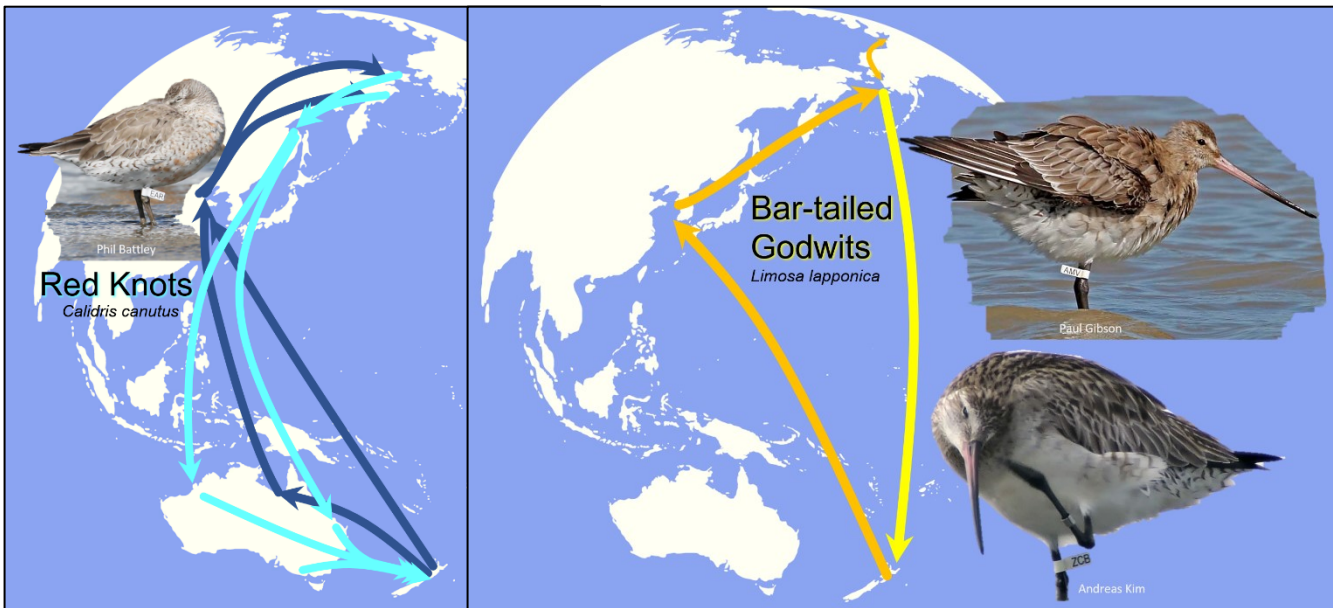 EAR
Phil Battley
Red Knots
Calidris canutus
Bar-tailed
Godwits
Limosa lapponica
AMV
Paul Gibson
ZCB
Andreas Kim